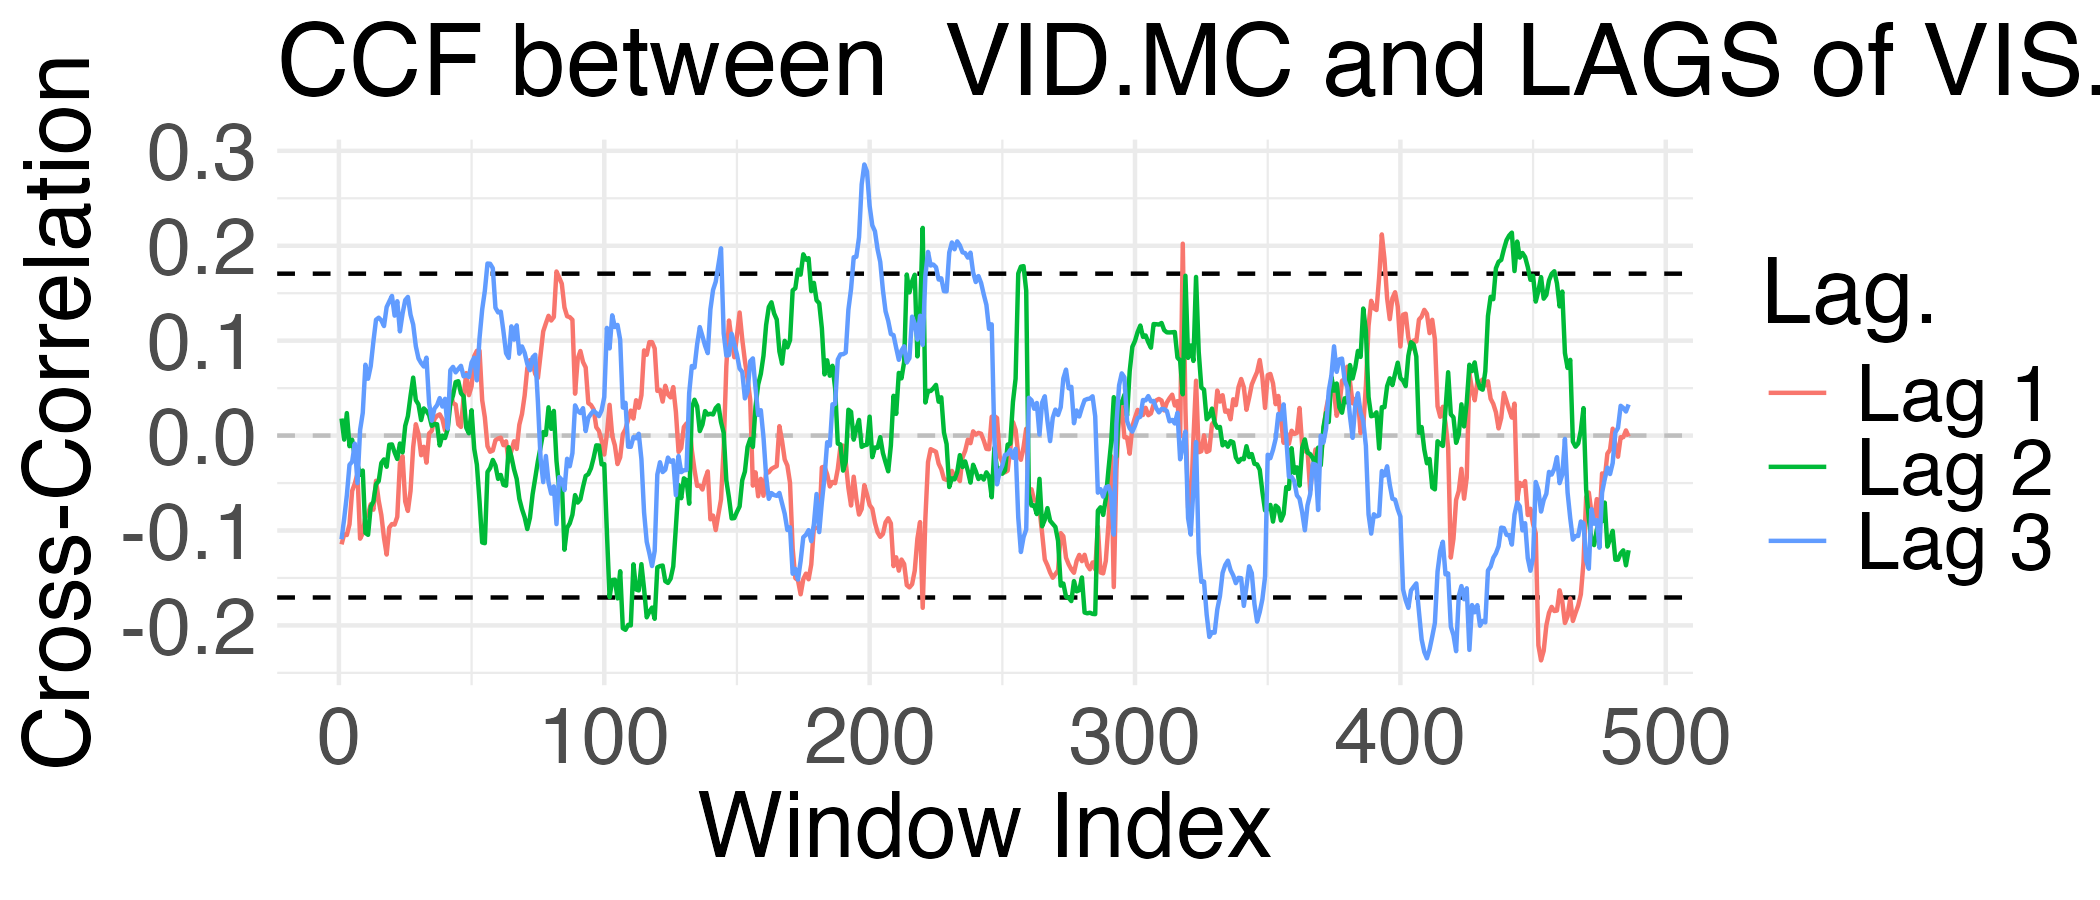 CCF between VID.MC and LAGS of VIS.
Cross-Correlation
0.3
0.2
0.1
0.0
-0.1
-0.2
0 100 200 300 400 500
Window Index
Lag.
Lag 1
Lag 2
Lag 3